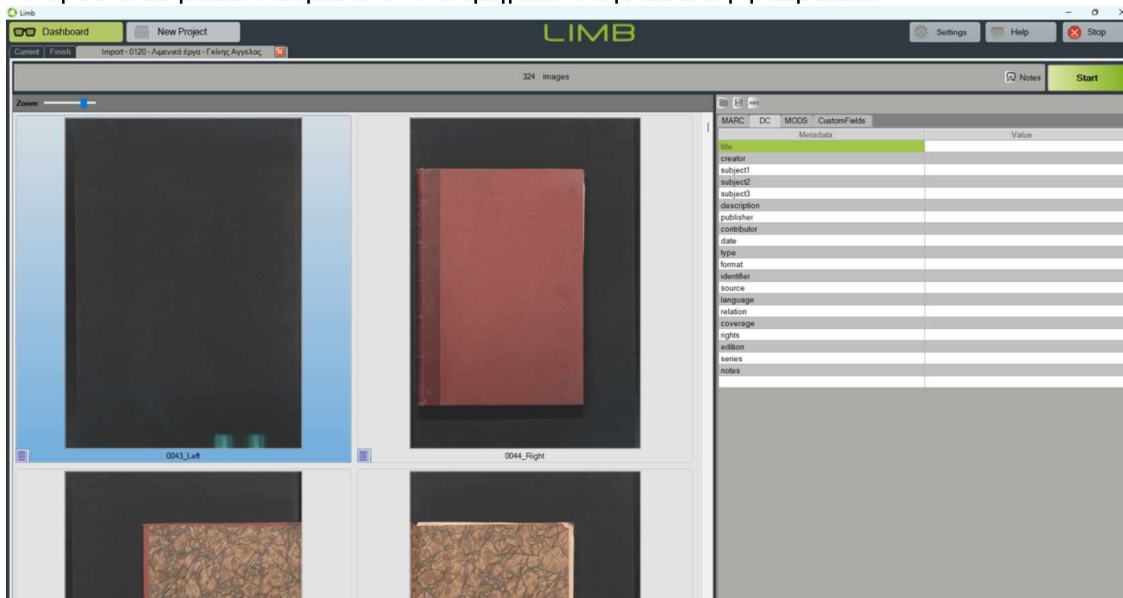 Limb
Dashboard
New Project
LIMB
Settings
Help
Stop
Current
Finish
Import - 0120 - Λιμενικά έργα - Γκίνης Αγγελος
324 images
Notes
Start
Zoom
MARC
DC
MODS
CustomFields
Metadata
Value
title
creator
subject1
subject2
subject3
description
publisher
contributor
date
type
format
identifier
source
language
relation
coverage
rights
edition
series
notes
0043_Left
0044_Right